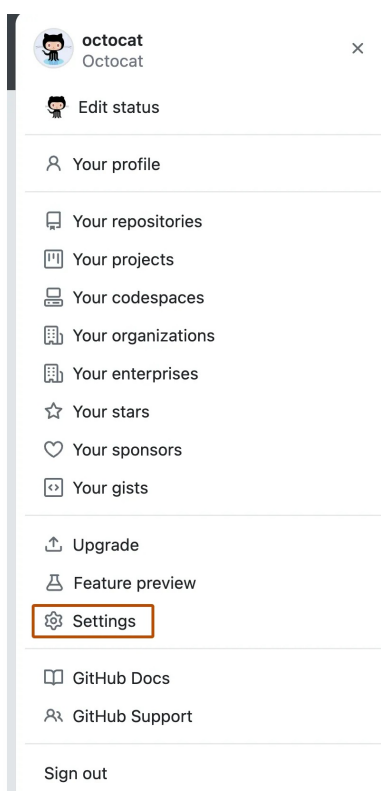 octocat
Octocat
Edit status
Your profile
Your repositories
Your projects
Your codespaces
Your organizations
Your enterprises
Your stars
Your sponsors
Your gists
Upgrade
Feature preview
Settings
GitHub Docs
GitHub Support
Sign out